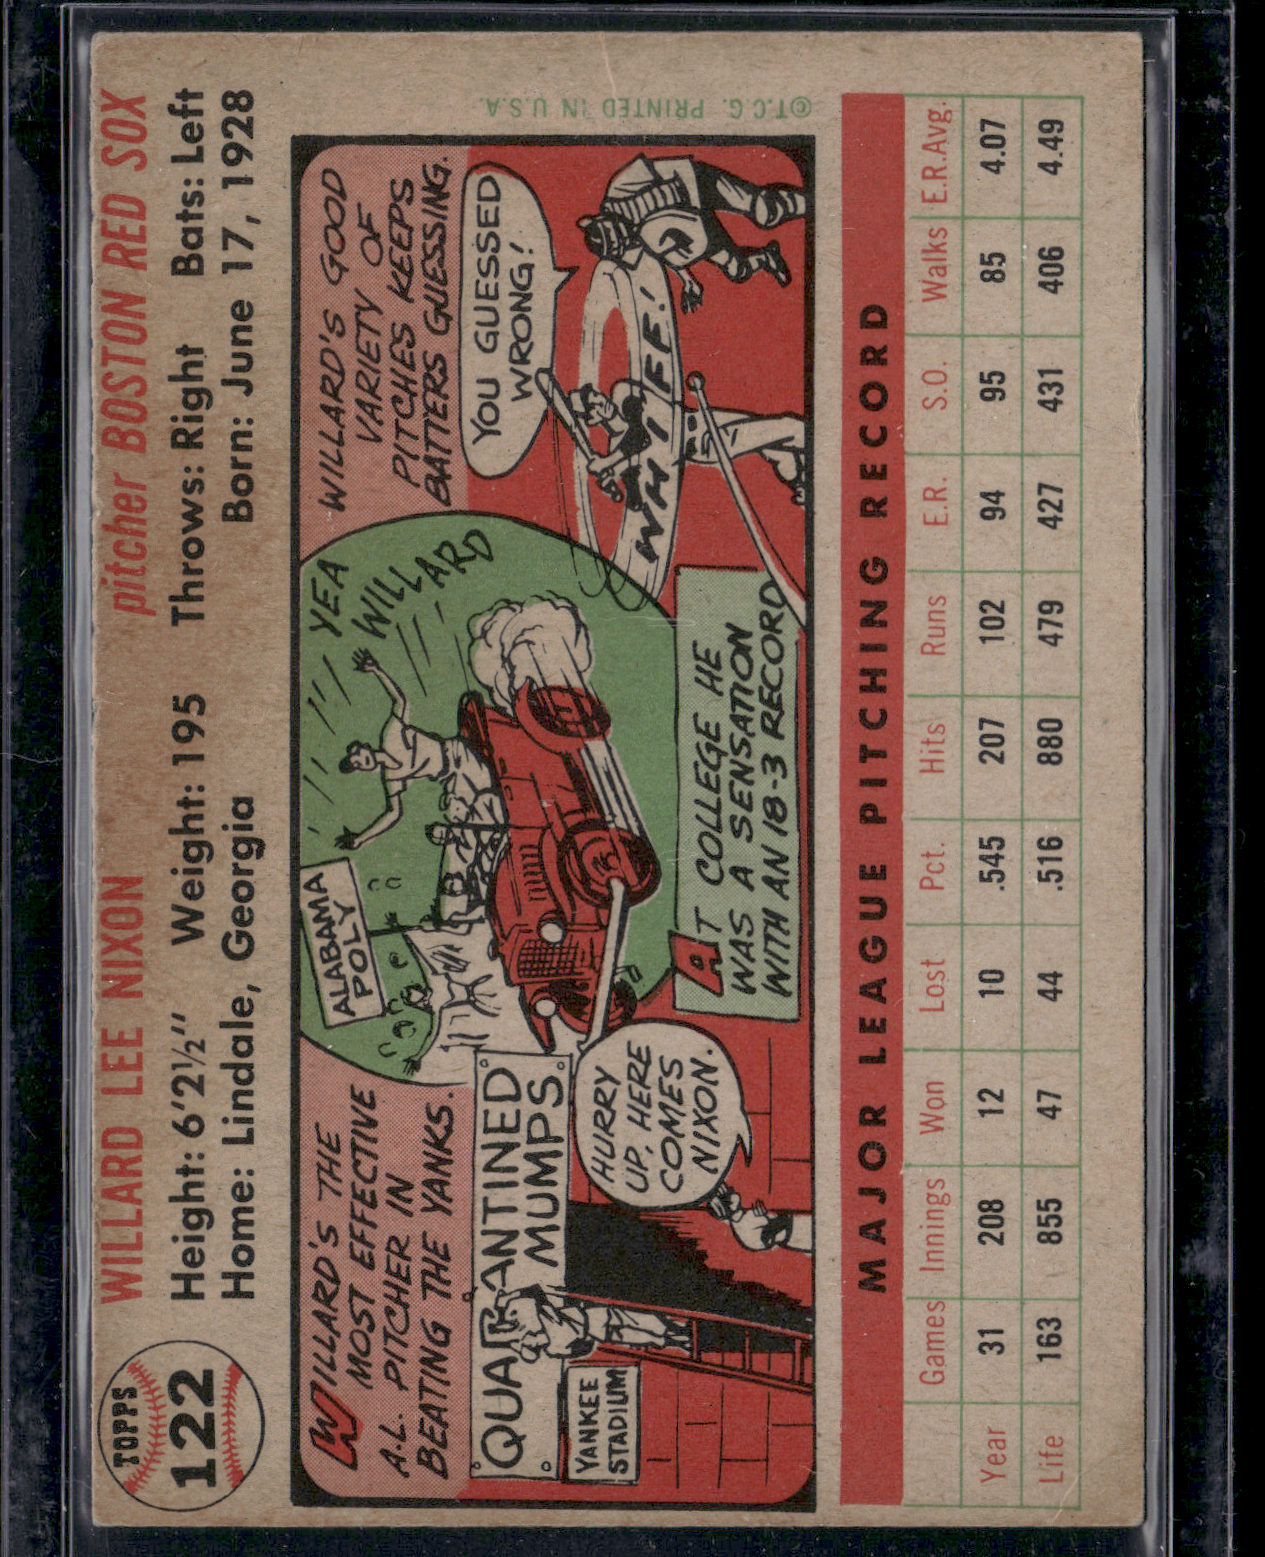 TOPPS
122
WILLARD LEE NIXON pitcher BOSTON RED SOX
Height: 6'2½" Weight: 195 Throws: Right Bats: Left
Home: Lindale, Georgia Born: June 17, 1928
WILLARD'S THE
MOST EFFECTIVE
A.L. PITCHER IN
BEATING THE YANKS.
QUARANTINED
MUMPS
YANKEE
STADIUM
HURRY
UP, HERE
COMES
NIXON.
ALABAMA
POLY
YEA
WILLARD
AT COLLEGE HE
WAS A SENSATION
WITH AN 18-3 RECORD
WILLARD'S GOOD
VARIETY OF
PITCHES KEEPS
BATTERS GUESSING.
YOU GUESSED
WRONG!
WHIFF!
©T.C.G. PRINTED IN U.S.A.
MAJOR LEAGUE PITCHING RECORD
Games Innings Won Lost Pct. Hits Runs E.R. S.O. Walks E.R.Avg.
Year 31 208 12 10 .545 207 102 94 95 85 4.07
Life 163 855 47 44 .516 880 479 427 431 406 4.49